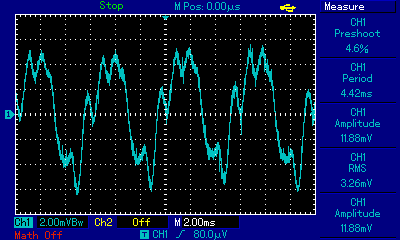 Stop
M Pos: 0.00μs
Measure
CH1
Preshoot
4.6%
CH1
Period
4.42ms
CH1
Amplitude
11.88mV
CH1
RMS
3.26mV
CH1
Amplitude
11.88mV
1
Ch1 2.00mVBw Ch2 Off M 2.00ms
Math Off
T CH1 80.0μV